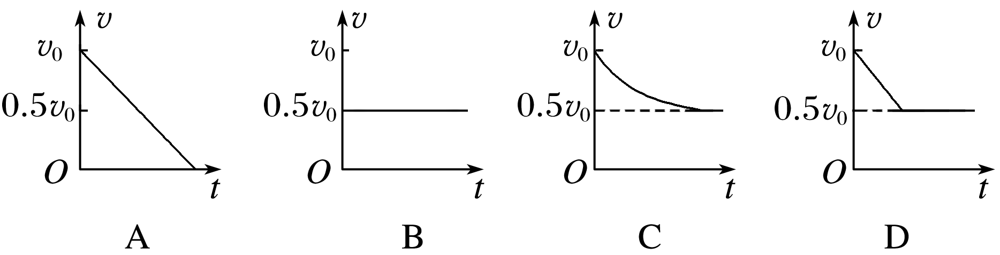 v v v v
v₀ v₀ v₀ v₀
0.5v₀ 0.5v₀ 0.5v₀ 0.5v₀
O t O t O t O t
A B C D